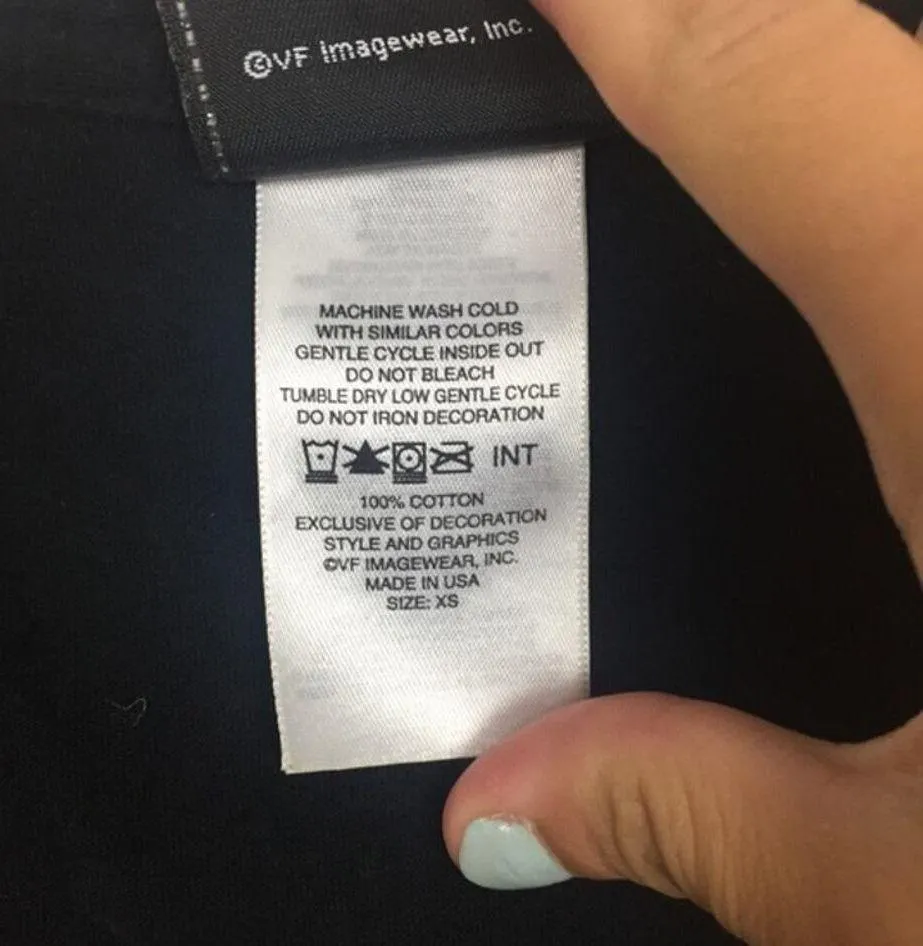 ©VF Imagewear, Inc.
MACHINE WASH COLD
WITH SIMILAR COLORS
GENTLE CYCLE INSIDE OUT
DO NOT BLEACH
TUMBLE DRY LOW GENTLE CYCLE
DO NOT IRON DECORATION
INT
100% COTTON
EXCLUSIVE OF DECORATION
STYLE AND GRAPHICS
©VF IMAGEWEAR, INC.
MADE IN USA
SIZE: XS